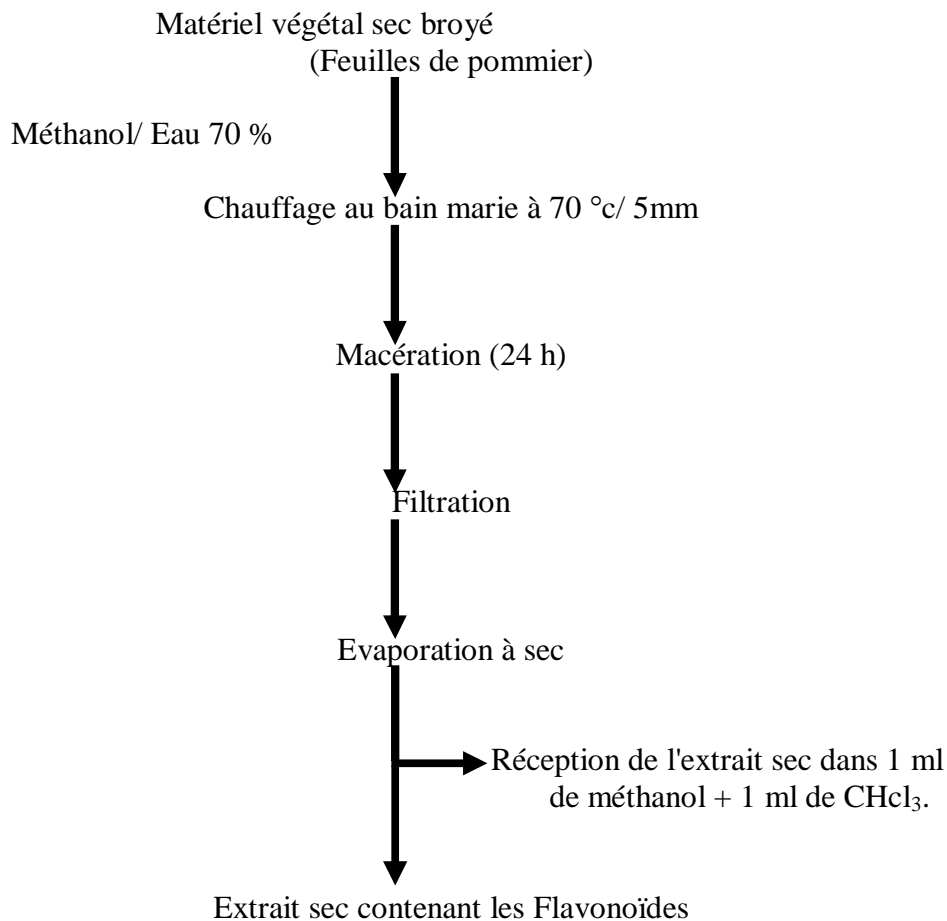 Matériel végétal sec broyé
(Feuilles de pommier)
Méthanol/ Eau 70 %
Chauffage au bain marie à 70 °c/ 5mm
Macération (24 h)
Filtration
Evaporation à sec
Réception de l'extrait sec dans 1 ml
de méthanol + 1 ml de CHcl₃.
Extrait sec contenant les Flavonoïdes